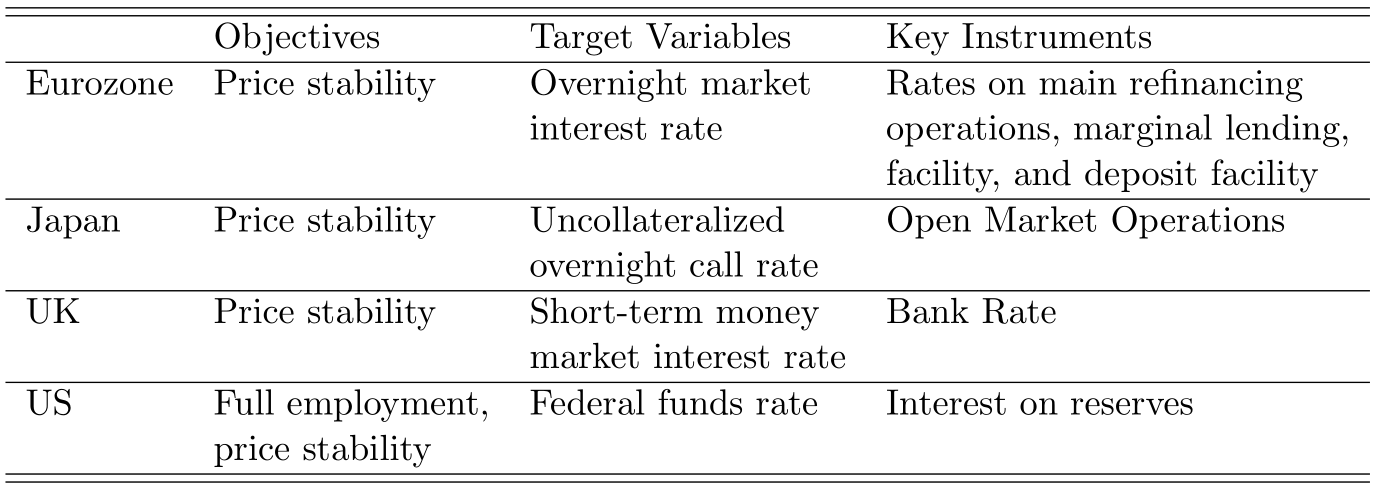 Objectives Target Variables Key Instruments
Eurozone Price stability Overnight market Rates on main refinancing
interest rate operations, marginal lending,
facility, and deposit facility
Japan Price stability Uncollateralized Open Market Operations
overnight call rate
UK Price stability Short-term money Bank Rate
market interest rate
US Full employment, Federal funds rate Interest on reserves
price stability